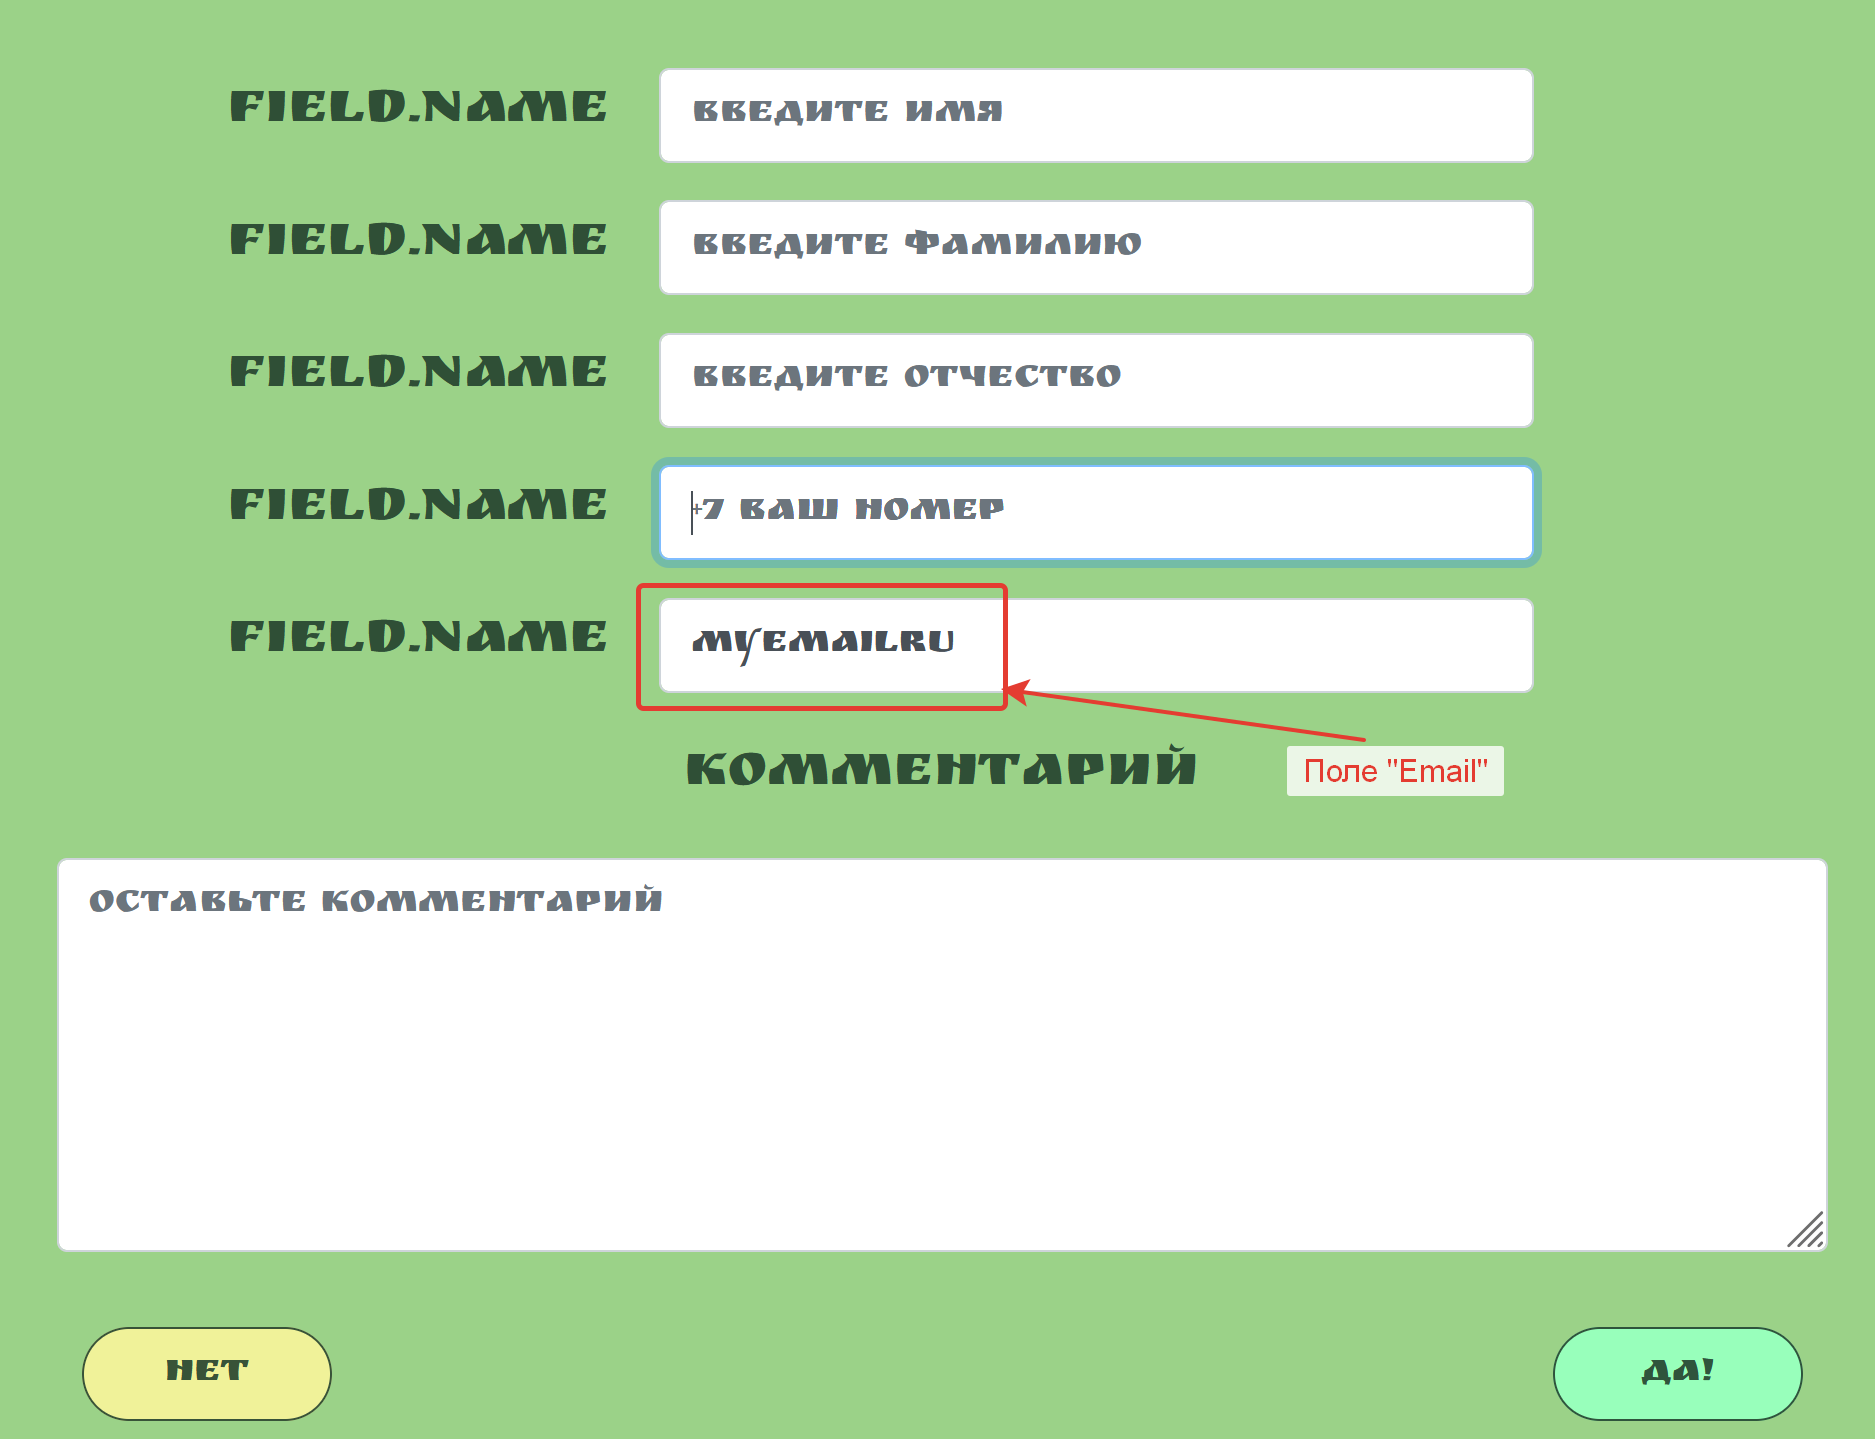 FIELD.NAME ВВЕДИТЕ ИМЯ
FIELD.NAME ВВЕДИТЕ ФАМИЛИЮ
FIELD.NAME ВВЕДИТЕ ОТЧЕСТВО
FIELD.NAME +7 ВАШ НОМЕР
FIELD.NAME MYEMAILRU
КОММЕНТАРИЙ
Поле "Email"
ОСТАВЬТЕ КОММЕНТАРИЙ
НЕТ
ДА!